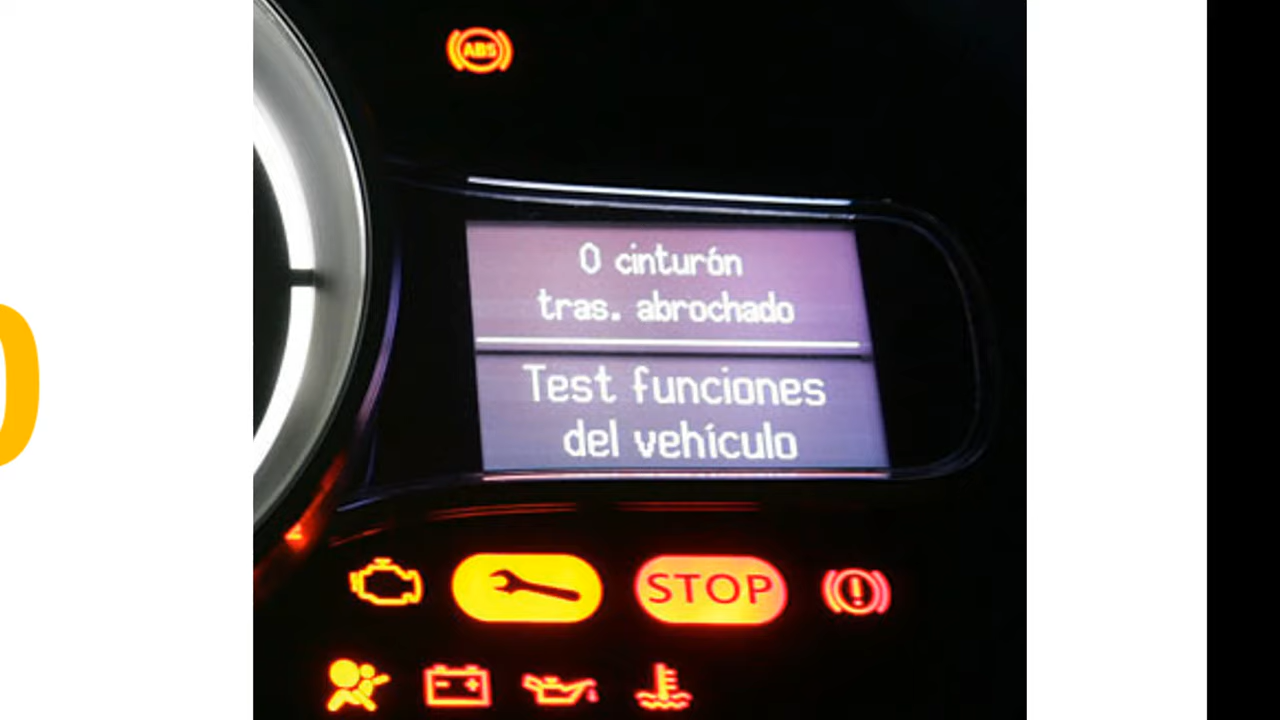 ABS
0 cinturón
tras. abrochado
Test funciones
del vehículo
STOP